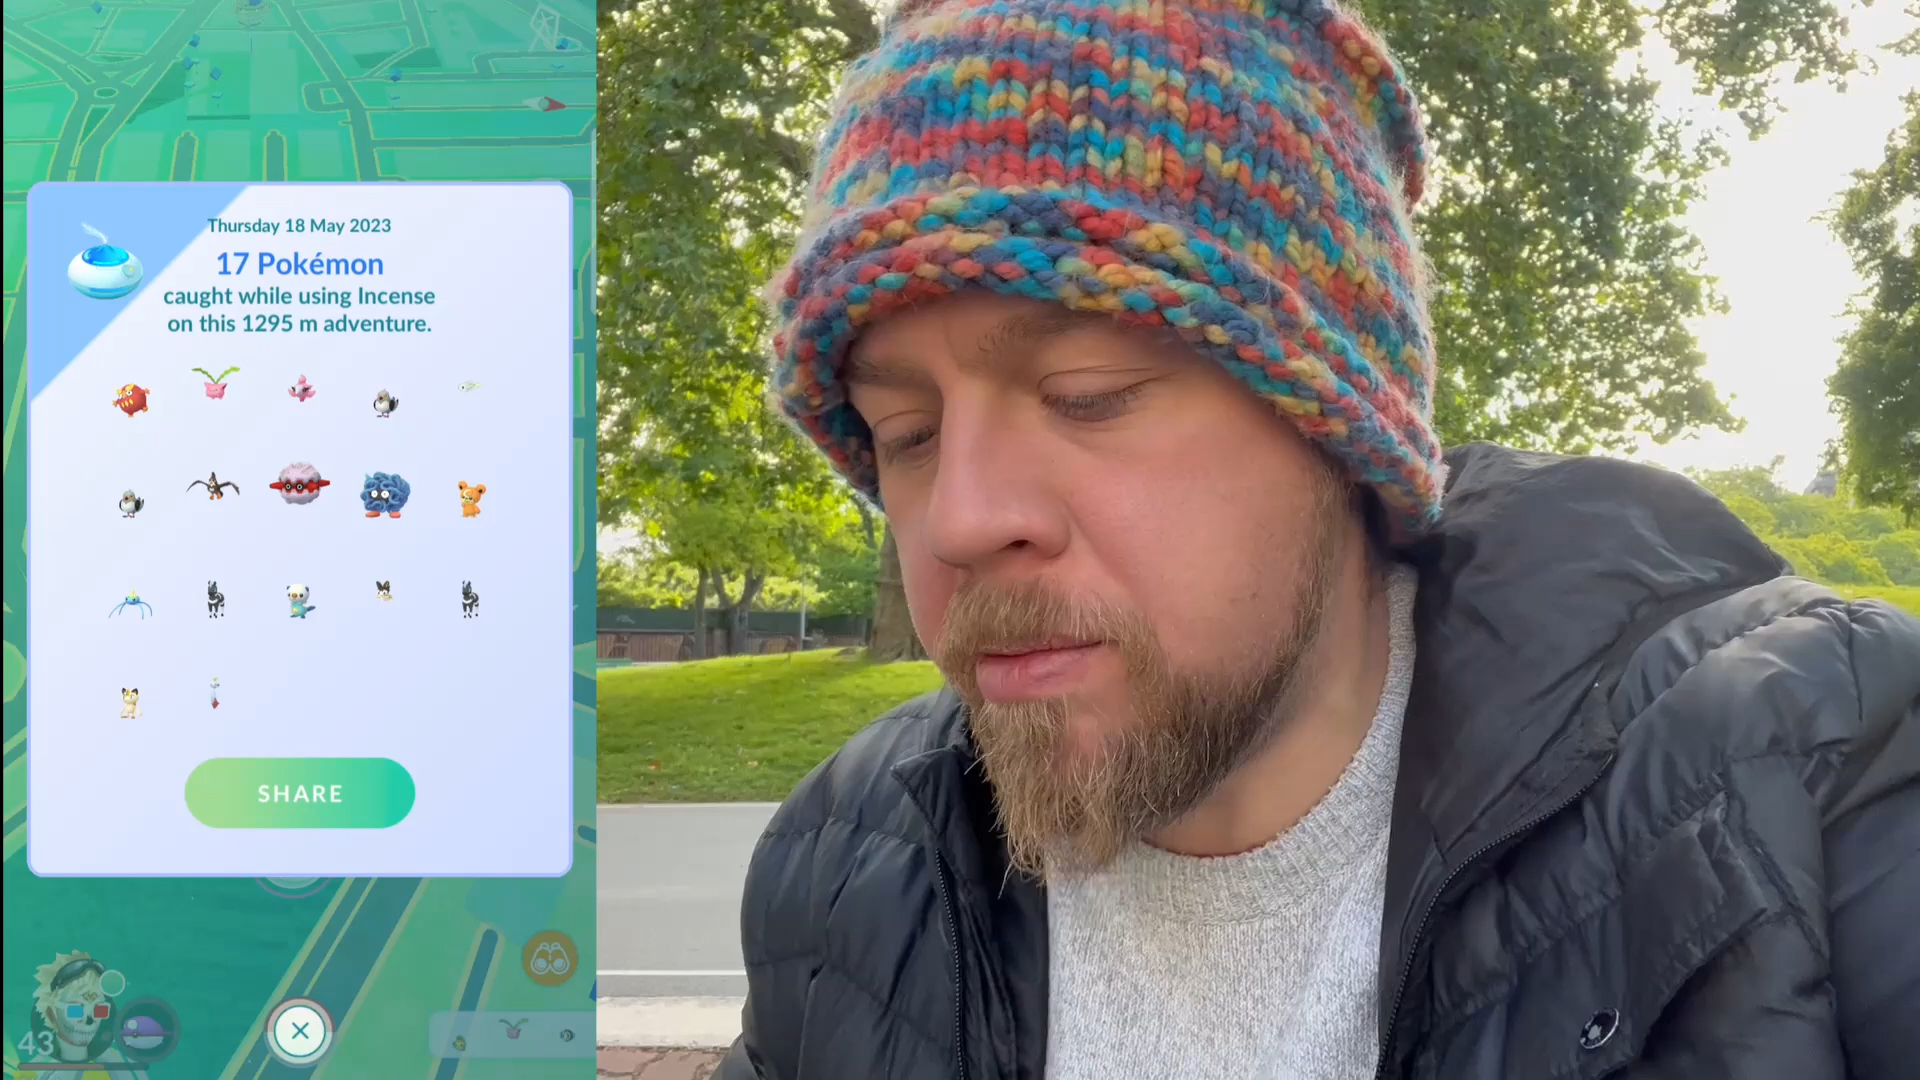 Thursday 18 May 2023
17 Pokémon
caught while using Incense
on this 1295 m adventure.
SHARE
43